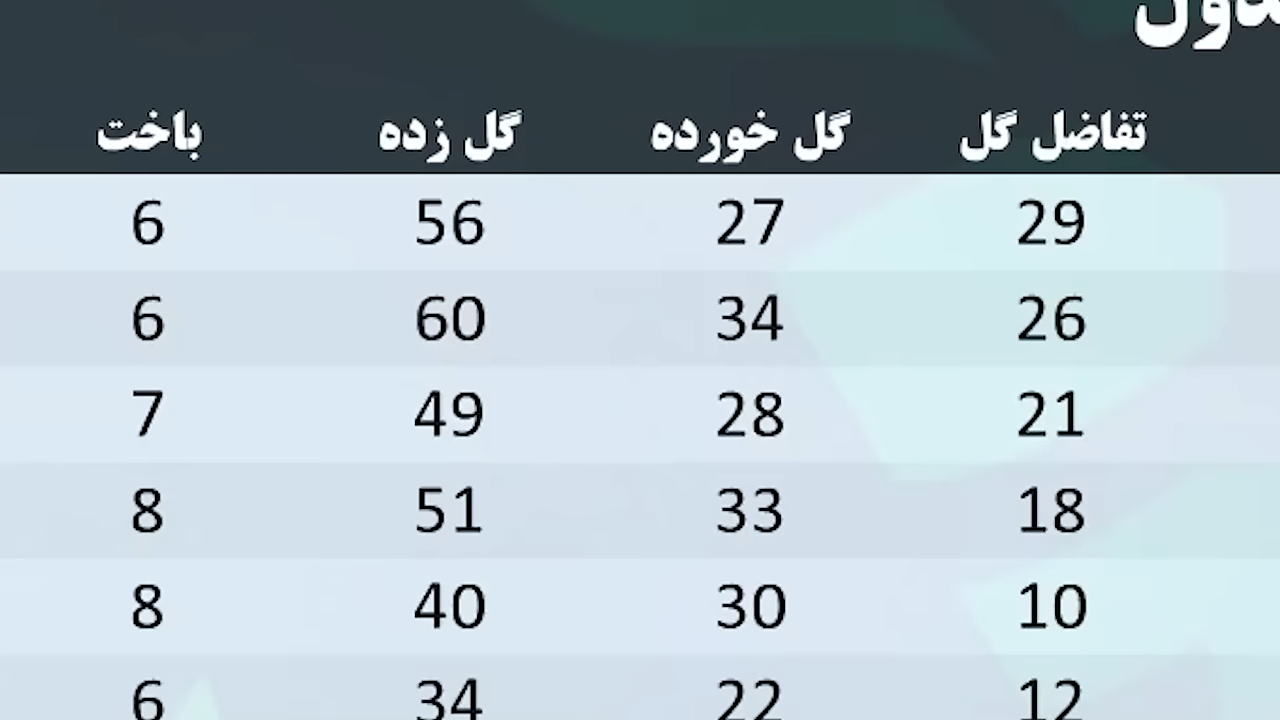 تفاضل گل گل خورده گل زده باخت
29 27 56 6
26 34 60 6
21 28 49 7
18 33 51 8
10 30 40 8
12 22 34 6